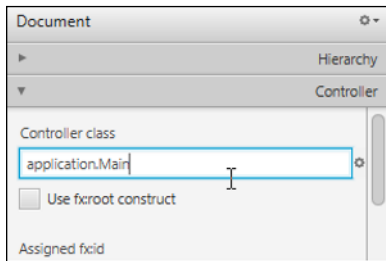 Document
Hierarchy
Controller
Controller class
application.Main
Use fx:root construct
Assigned fx:id